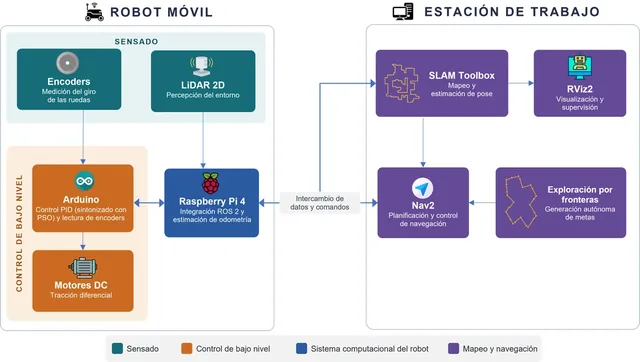 ROBOT MÓVIL
SENSADO
Encoders
Medición del giro
de las ruedas
LiDAR 2D
Percepción del entorno
CONTROL DE BAJO NIVEL
Arduino
Control PID (sintonizado con
PSO) y lectura de encoders
Raspberry Pi 4
Integración ROS 2 y
estimación de odometría
Motores DC
Tracción diferencial
Intercambio de
datos y comandos
ESTACIÓN DE TRABAJO
SLAM Toolbox
Mapeo y
estimación de pose
RViz2
Visualización y
supervisión
Nav2
Planificación y control
de navegación
Exploración por
fronteras
Generación autónoma
de metas
Sensado
Control de bajo nivel
Sistema computacional del robot
Mapeo y navegación